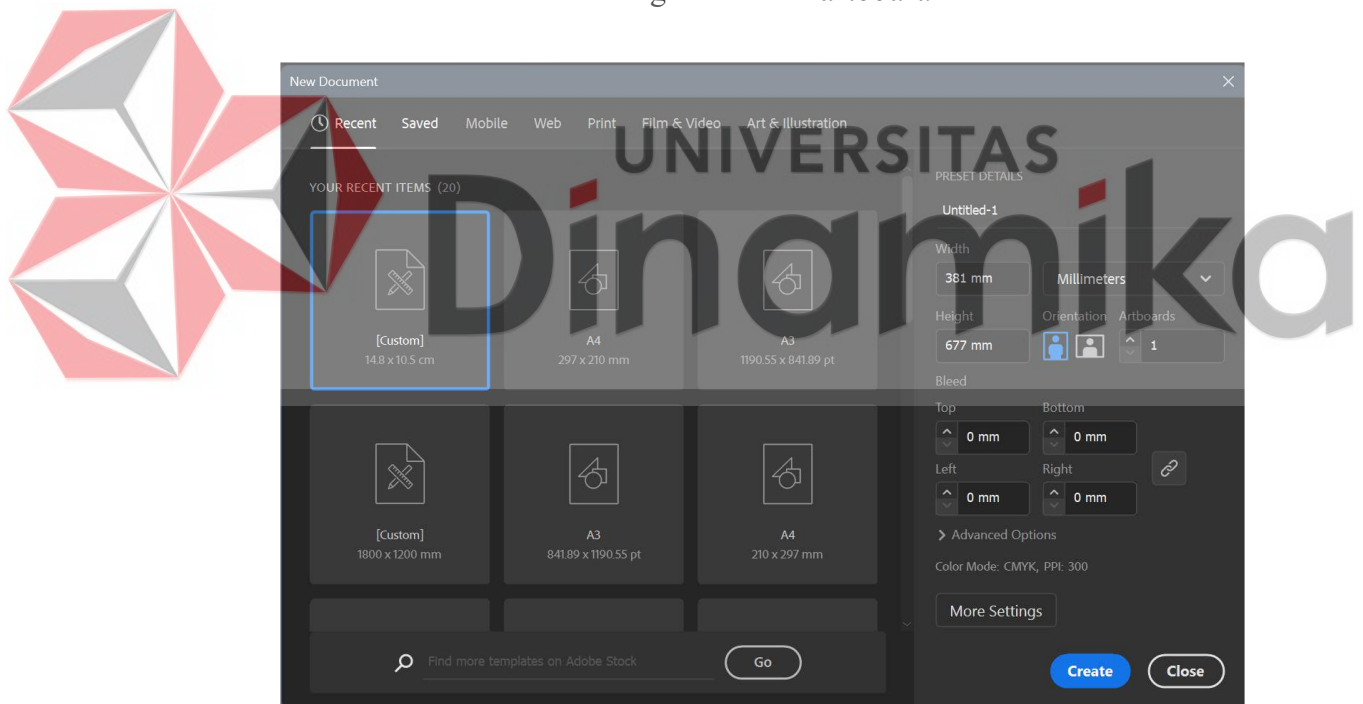 New Document
Recent Saved Mobile Web Print Film & Video Art & Illustration
UNIVERSITAS
Dinamika
YOUR RECENT ITEMS (20)
[Custom]
14.8 x 10.5 cm
A4
297 x 210 mm
A3
1190.55 x 841.89 pt
[Custom]
1800 x 1200 mm
A3
841.89 x 1190.55 pt
A4
210 x 297 mm
Find more templates on Adobe Stock
Go
PRESET DETAILS
Untitled-1
Width
381 mm Millimeters
Height Orientation Artboards
677 mm 1
Bleed
Top Bottom
0 mm 0 mm
Left Right
0 mm 0 mm
Advanced Options
Color Mode: CMYK, PPI: 300
More Settings
Create Close